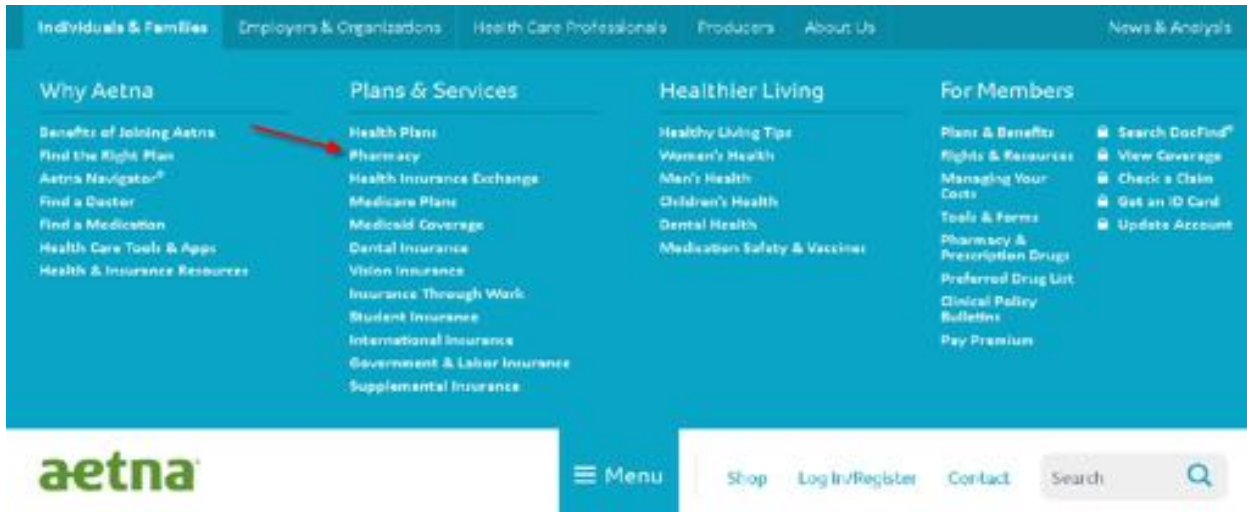 Individuals & Families Employers & Organizations Health Care Professionals Producers About Us News & Analysis
Why Aetna
Benefits of Joining Aetna
Find the Right Plan
Aetna Navigator®
Find a Doctor
Find a Medication
Health Care Tools & Apps
Health & Insurance Resources
Plans & Services
Health Plans
Pharmacy
Health Insurance Exchange
Medicare Plans
Medicaid Coverage
Dental Insurance
Vision Insurance
Insurance Through Work
Student Insurance
International Insurance
Government & Labor Insurance
Supplemental Insurance
Healthier Living
Healthy Living Tips
Women's Health
Men's Health
Children's Health
Dental Health
Medication Safety & Vaccines
For Members
Plans & Benefits
Rights & Resources
Managing Your
Costs
Tools & Forms
Pharmacy &
Prescription Drugs
Preferred Drug List
Clinical Policy
Bulletins
Pay Premium
Search DocFind®
View Coverage
Check a Claim
Get an ID Card
Update Account
aetna Menu Shop Log In/Register Contact Search